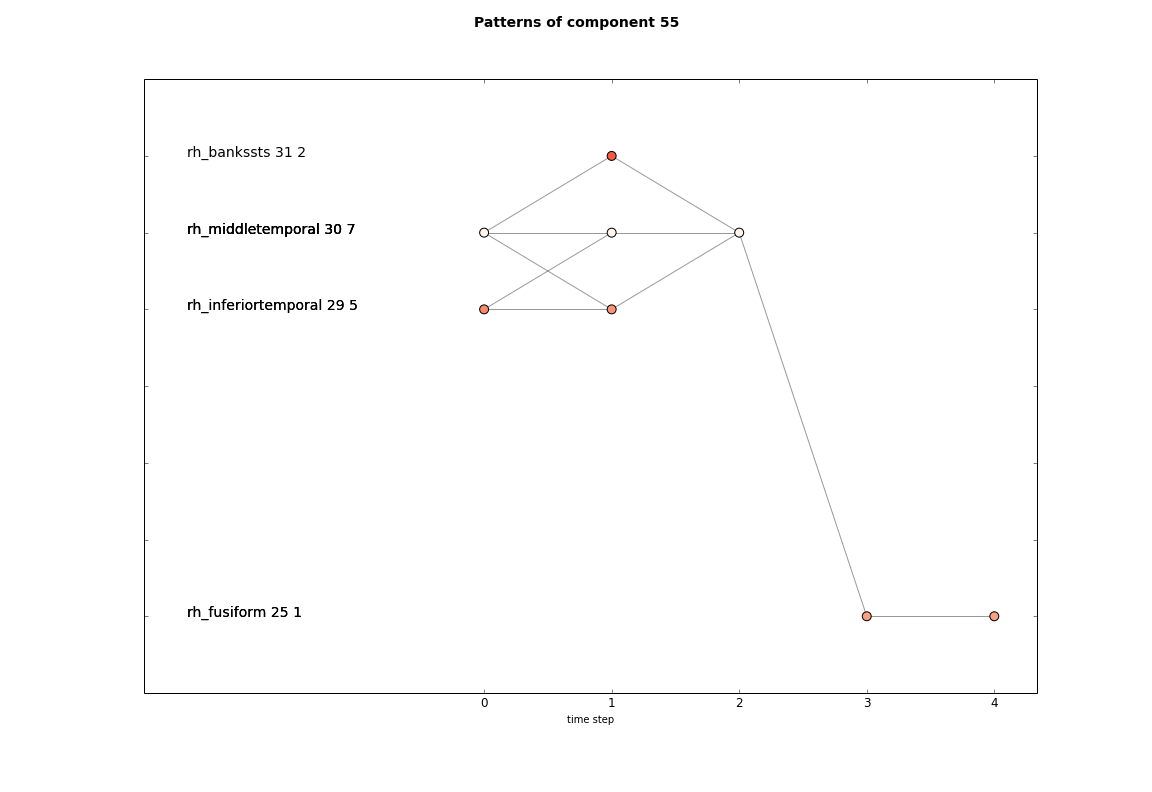 Patterns of component 55
rh_bankssts 31 2
rh_middletemporal 30 7
rh_inferiortemporal 29 5
rh_fusiform 25 1
0 1 2 3 4
time step